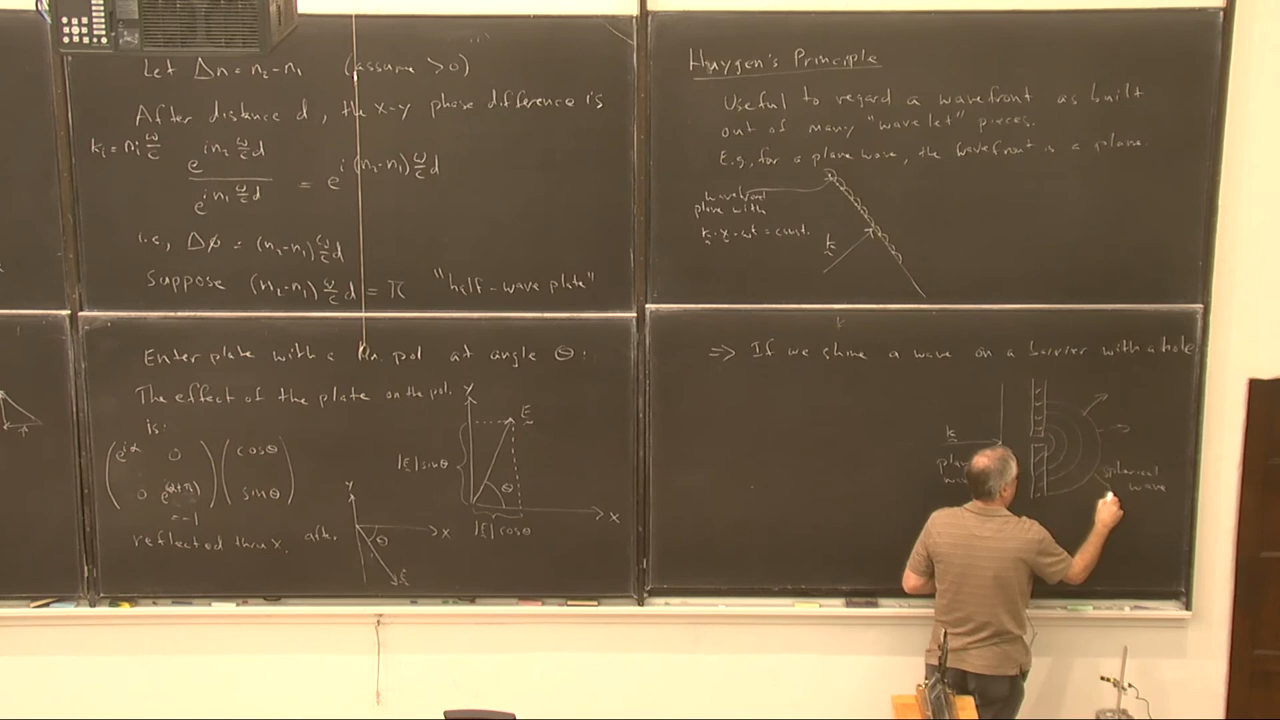 Let Δn = n₂-n₁ (assume >0)
After distance d, the x-y phase difference is
kᵢ = nᵢ ω/c
e^{i n₂ ω/c d} / e^{i n₁ ω/c d} = e^{i (n₂-n₁) ω/c d}
i.e., Δφ = (n₂-n₁) ω/c d
Suppose (n₂-n₁) ω/c d = π "half-wave plate"
Enter plate with a lin. pol at angle θ:
The effect of the plate on the pol.
is:
(e^{iα} 0) (cosθ)
(0 e^{i(α+π)}) (sinθ)
=-1
reflected thru x. after
y
x
θ
E
y
E
|E| sinθ
θ
x
|E| cosθ
Huygen's Principle
Useful to regard a wavefront as built
out of many "wavelet" pieces.
E.g., for a plane wave, the wavefront is a plane.
wavefront
plane with
k·x-ωt = const.
k
⇒ If we shine a wave on a barrier with a hole
k
spherical
wave